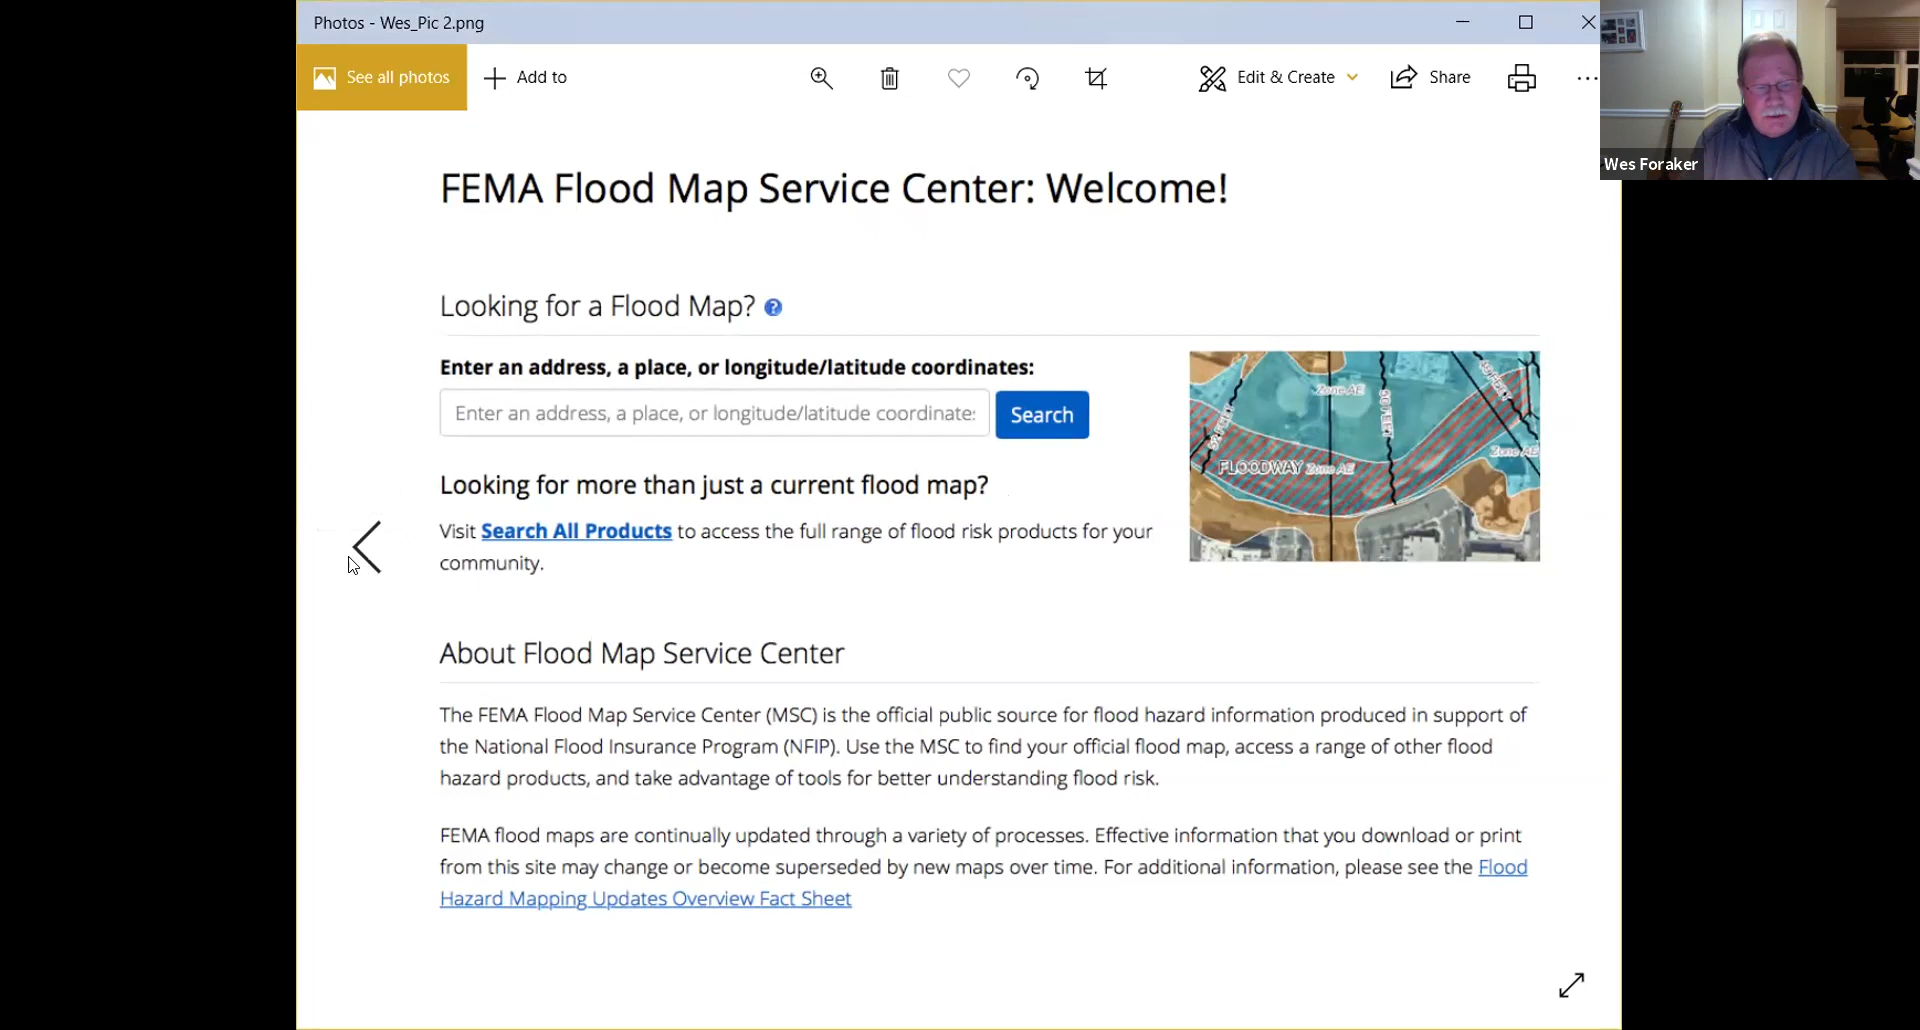 Photos - Wes_Pic 2.png
See all photos
Add to
Edit & Create
Share
Wes Foraker
FEMA Flood Map Service Center: Welcome!
Looking for a Flood Map?
Enter an address, a place, or longitude/latitude coordinates:
Enter an address, a place, or longitude/latitude coordinate:
Search
Zone AE
FLOODWAY Zone AE
Zone AE
Looking for more than just a current flood map?
Visit Search All Products to access the full range of flood risk products for your
community.
About Flood Map Service Center
The FEMA Flood Map Service Center (MSC) is the official public source for flood hazard information produced in support of
the National Flood Insurance Program (NFIP). Use the MSC to find your official flood map, access a range of other flood
hazard products, and take advantage of tools for better understanding flood risk.
FEMA flood maps are continually updated through a variety of processes. Effective information that you download or print
from this site may change or become superseded by new maps over time. For additional information, please see the Flood
Hazard Mapping Updates Overview Fact Sheet